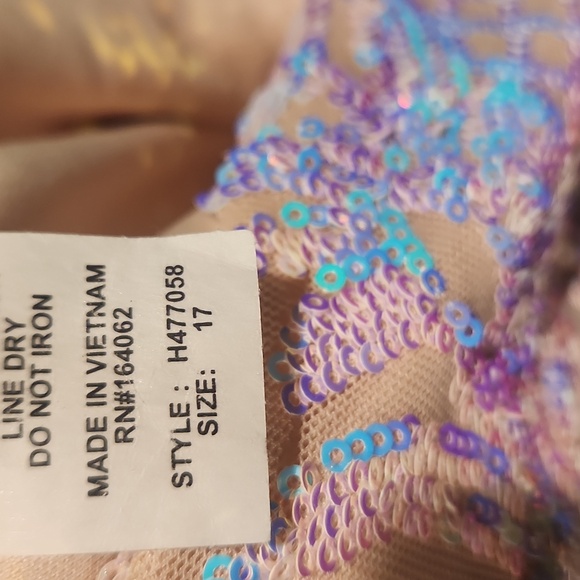 LINE DRY
DO NOT IRON
MADE IN VIETNAM
RN#164062
STYLE : H477058
SIZE: 17